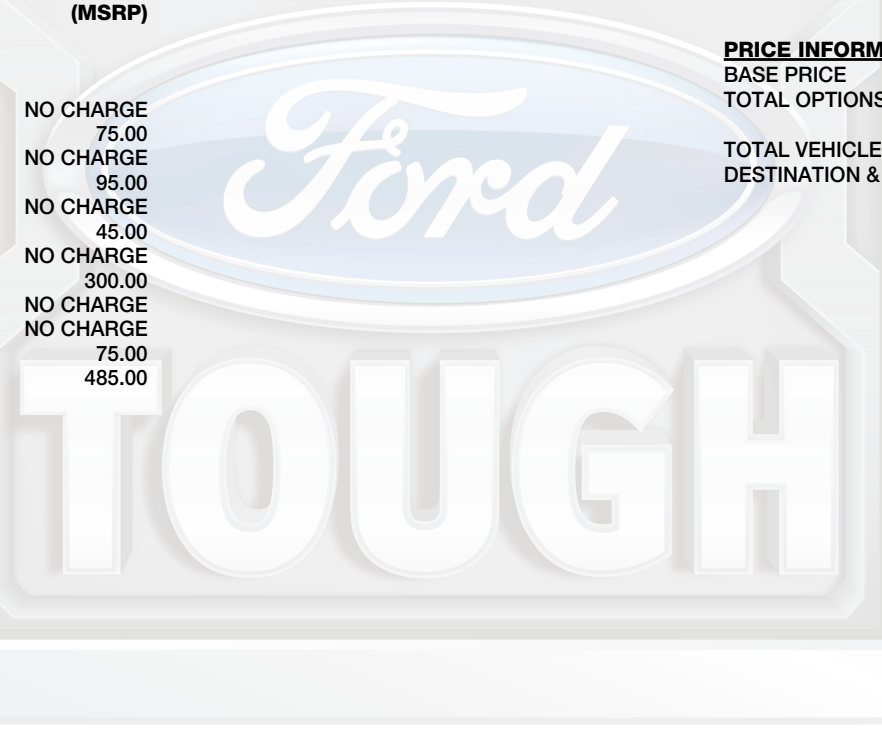 (MSRP)
NO CHARGE
75.00
NO CHARGE
95.00
NO CHARGE
45.00
NO CHARGE
300.00
NO CHARGE
NO CHARGE
75.00
485.00
PRICE INFORM
BASE PRICE
TOTAL OPTIONS
TOTAL VEHICLE
DESTINATION &
Ford
TOUGH